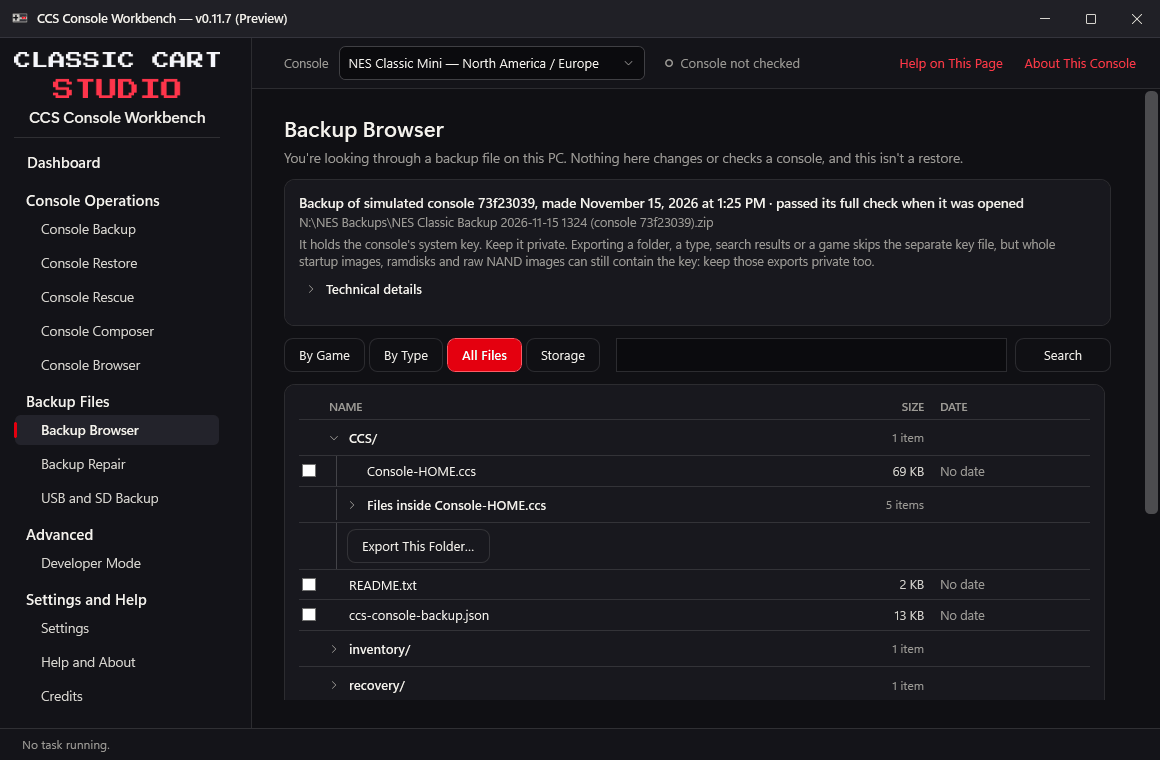 CCS Console Workbench — v0.11.7 (Preview)
CLASSIC CART
STUDIO
CCS Console Workbench
Dashboard
Console Operations
Console Backup
Console Restore
Console Rescue
Console Composer
Console Browser
Backup Files
Backup Browser
Backup Repair
USB and SD Backup
Advanced
Developer Mode
Settings and Help
Settings
Help and About
Credits
Console NES Classic Mini — North America / Europe Console not checked Help on This Page About This Console
Backup Browser
You're looking through a backup file on this PC. Nothing here changes or checks a console, and this isn't a restore.
Backup of simulated console 73f23039, made November 15, 2026 at 1:25 PM · passed its full check when it was opened
N:\NES Backups\NES Classic Backup 2026-11-15 1324 (console 73f23039).zip
It holds the console's system key. Keep it private. Exporting a folder, a type, search results or a game skips the separate key file, but whole
startup images, ramdisks and raw NAND images can still contain the key: keep those exports private too.
Technical details
By Game By Type All Files Storage Search
NAME SIZE DATE
CCS/ 1 item
Console-HOME.ccs 69 KB No date
Files inside Console-HOME.ccs 5 items
Export This Folder...
README.txt 2 KB No date
ccs-console-backup.json 13 KB No date
inventory/ 1 item
recovery/ 1 item
No task running.